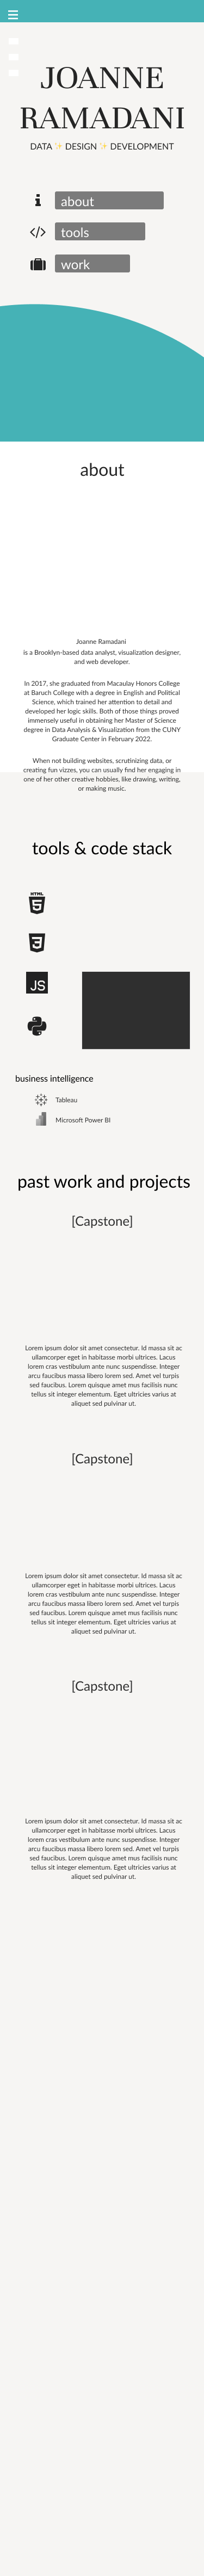 JOANNE
RAMADANI
DATA ✨ DESIGN ✨ DEVELOPMENT
about
tools
work
about
Joanne Ramadani
is a Brooklyn-based data analyst, visualization designer,
and web developer.
In 2017, she graduated from Macaulay Honors College
at Baruch College with a degree in English and Political
Science, which trained her attention to detail and
developed her logic skills. Both of those things proved
immensely useful in obtaining her Master of Science
degree in Data Analysis & Visualization from the CUNY
Graduate Center in February 2022.
When not building websites, scrutinizing data, or
creating fun vizzes, you can usually find her engaging in
one of her other creative hobbies, like drawing, writing,
or making music.
tools & code stack
HTML
5
3
JS
business intelligence
Tableau
Microsoft Power BI
past work and projects
[Capstone]
Lorem ipsum dolor sit amet consectetur. Id massa sit ac
ullamcorper eget in habitasse morbi ultrices. Lacus
lorem cras vestibulum ante nunc suspendisse. Integer
arcu faucibus massa libero lorem sed. Amet vel turpis
sed faucibus. Lorem quisque amet mus facilisis nunc
tellus sit integer elementum. Eget ultricies varius at
aliquet sed pulvinar ut.
[Capstone]
Lorem ipsum dolor sit amet consectetur. Id massa sit ac
ullamcorper eget in habitasse morbi ultrices. Lacus
lorem cras vestibulum ante nunc suspendisse. Integer
arcu faucibus massa libero lorem sed. Amet vel turpis
sed faucibus. Lorem quisque amet mus facilisis nunc
tellus sit integer elementum. Eget ultricies varius at
aliquet sed pulvinar ut.
[Capstone]
Lorem ipsum dolor sit amet consectetur. Id massa sit ac
ullamcorper eget in habitasse morbi ultrices. Lacus
lorem cras vestibulum ante nunc suspendisse. Integer
arcu faucibus massa libero lorem sed. Amet vel turpis
sed faucibus. Lorem quisque amet mus facilisis nunc
tellus sit integer elementum. Eget ultricies varius at
aliquet sed pulvinar ut.